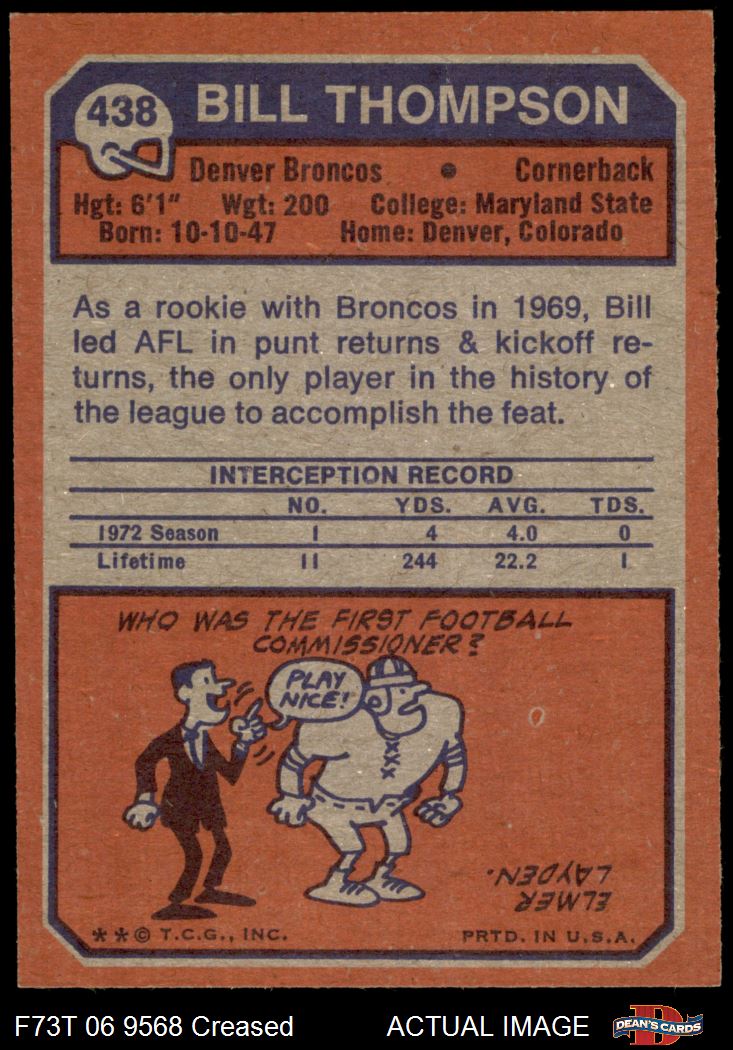 438 BILL THOMPSON
Denver Broncos • Cornerback
Hgt: 6'1" Wgt: 200 College: Maryland State
Born: 10-10-47 Home: Denver, Colorado
As a rookie with Broncos in 1969, Bill
led AFL in punt returns & kickoff re-
turns, the only player in the history of
the league to accomplish the feat.
INTERCEPTION RECORD
NO. YDS. AVG. TDS.
1972 Season 1 4 4.0 0
Lifetime 11 244 22.2 1
WHO WAS THE FIRST FOOTBALL
COMMISSIONER?
PLAY
NICE!
ELMER
LAYDEN.
**© T.C.G., INC. PRTD. IN U.S.A.
F73T 06 9568 Creased ACTUAL IMAGE
D
DEAN'S CARDS